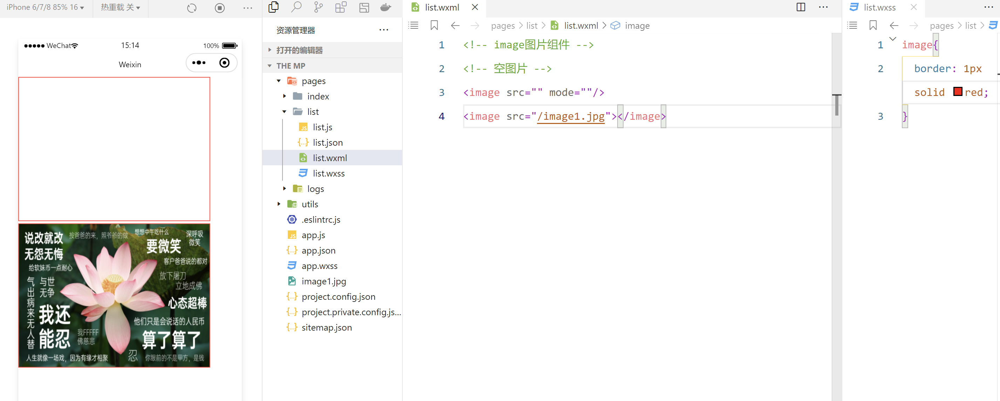 iPhone 6/7/8 85% 16
热重载 关
WeChat
15:14
100%
Weixin
说改就改
无怨无悔
按爸爸的来，照爷爷的做
想想中午吃什么
深呼吸
微笑
要微笑
客户爸爸说的都对
给软妹币一点耐心
放下屠刀
立地成佛
气出病来无人替
与世
无争
心态超棒
我还
能忍
他们只是会说话的人民币
我FFFFF
佛慈悲
算了算了
忍
人生就像一场戏，因为有缘才相聚
你眼前的不是甲方，是钱
资源管理器
打开的编辑器
THE MP
pages
index
list
list.js
list.json
list.wxml
list.wxss
logs
utils
.eslintrc.js
app.js
app.json
app.wxss
image1.jpg
project.config.json
project.private.config.js...
sitemap.json
list.wxml
pages > list > list.wxml > image
1 <!-- image图片组件 -->
2 <!-- 空图片 -->
3 <image src="" mode=""/>
4 <image src="/image1.jpg"></image>
list.wxss
pages > list >
1 image{
2 border: 1px
solid red;
3 }